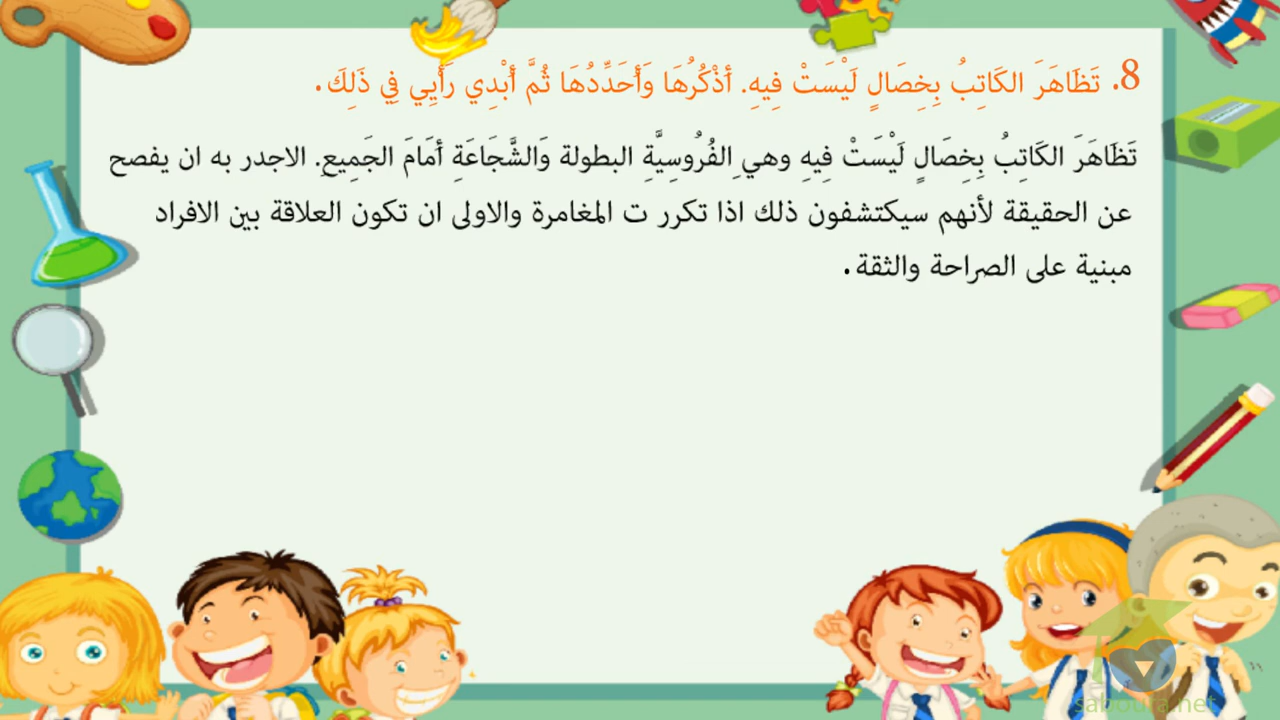 8. تَظَاهَرَ الكَاتِبُ بِخِصَالٍ لَيْسَتْ فِيهِ. أَذْكُرُهَا وَأُحَدِّدُهَا ثُمَّ أُبْدِي رَأْيِي فِي ذَلِكَ.
تَظَاهَرَ الكَاتِبُ بِخِصَالٍ لَيْسَتْ فِيهِ وهيِ الفُرُوسِيَّةِ البطولة وَالشَّجَاعَةِ أَمَامَ الجَمِيعِ. الاجدر به ان يفصح
عن الحقيقة لأنهم سيكتشفون ذلك اذا تكرر ت المغامرة والاولى ان تكون العلاقة بين الافراد
مبنية على الصراحة والثقة.
saboura.net